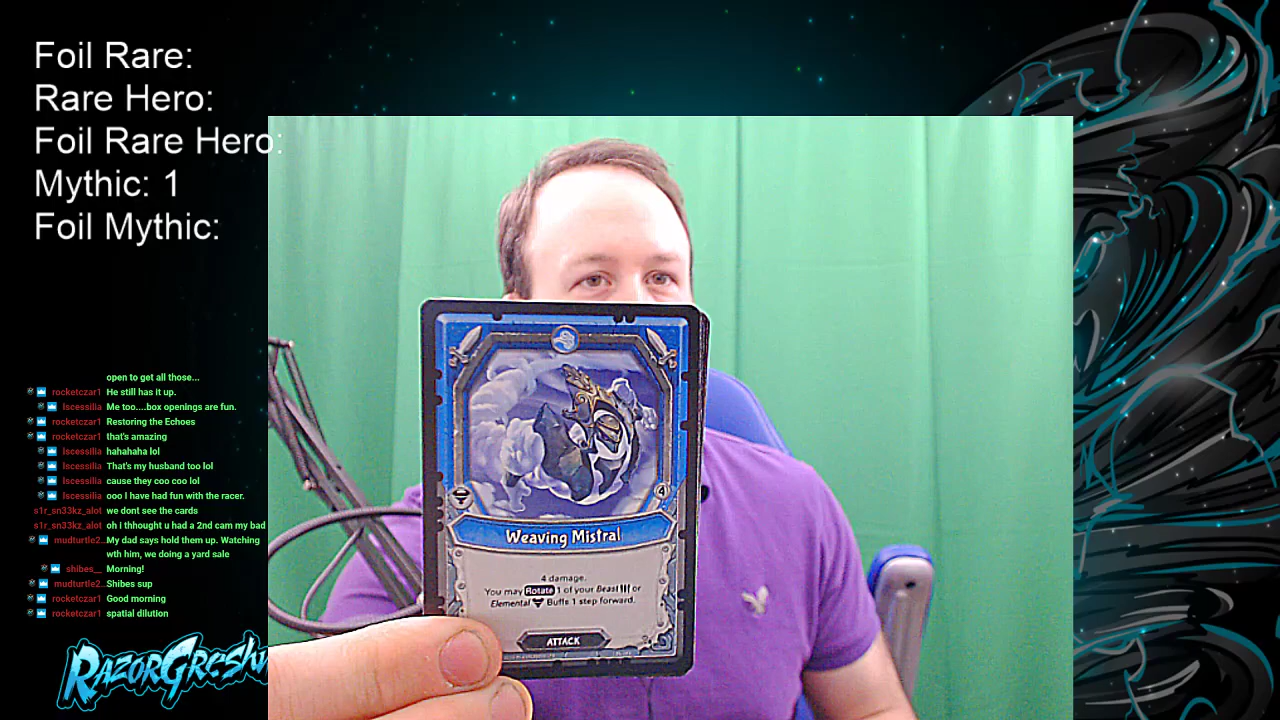 Foil Rare:
Rare Hero:
Foil Rare Hero:
Mythic: 1
Foil Mythic:
open to get all those...
rocketczar1 He still has it up.
lscessilia Me too....box openings are fun.
rocketczar1 Restoring the Echoes
rocketczar1 that's amazing
lscessilia hahahaha lol
lscessilia That's my husband too lol
lscessilia cause they coo coo lol
lscessilia ooo I have had fun with the racer.
s1r_sn33kz_alot we dont see the cards
s1r_sn33kz_alot oh i thhought u had a 2nd cam my bad
mudturtle2... My dad says hold them up. Watching
wth him, we doing a yard sale
shibes__ Morning!
mudturtle2... Shibes sup
rocketczar1 Good morning
rocketczar1 spatial dilution
4
Weaving Mistral
4 damage.
You may Rotate 1 of your Beast or
Elemental Buffs 1 step forward.
ATTACK